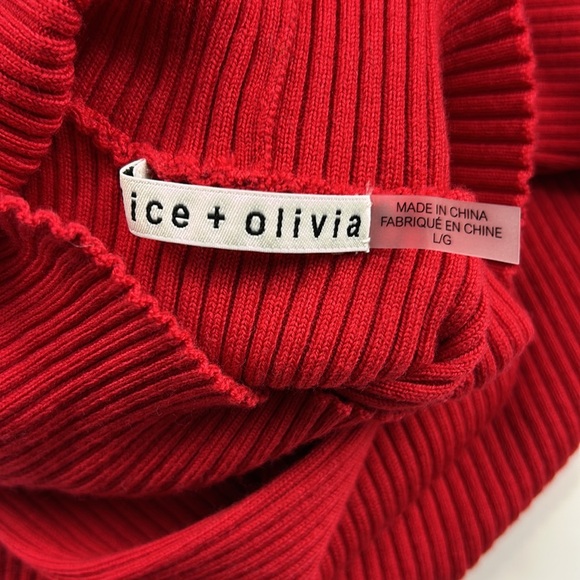 ice + olivia
MADE IN CHINA
FABRIQUÉ EN CHINE
L/G